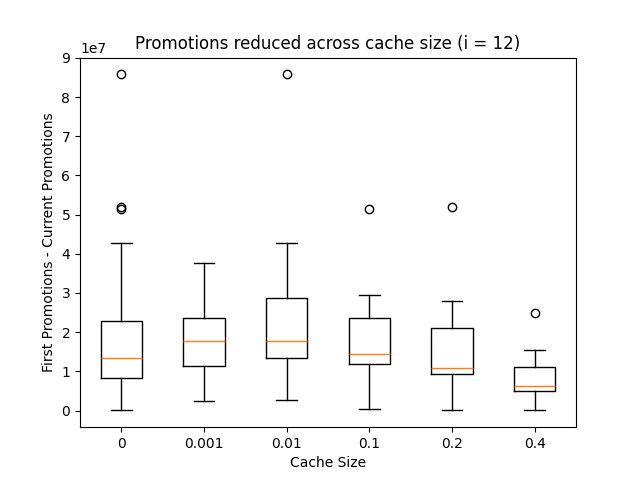 Promotions reduced across cache size (i = 12)
1e7
First Promotions - Current Promotions
9
8
7
6
5
4
3
2
1
0
0 0.001 0.01 0.1 0.2 0.4
Cache Size